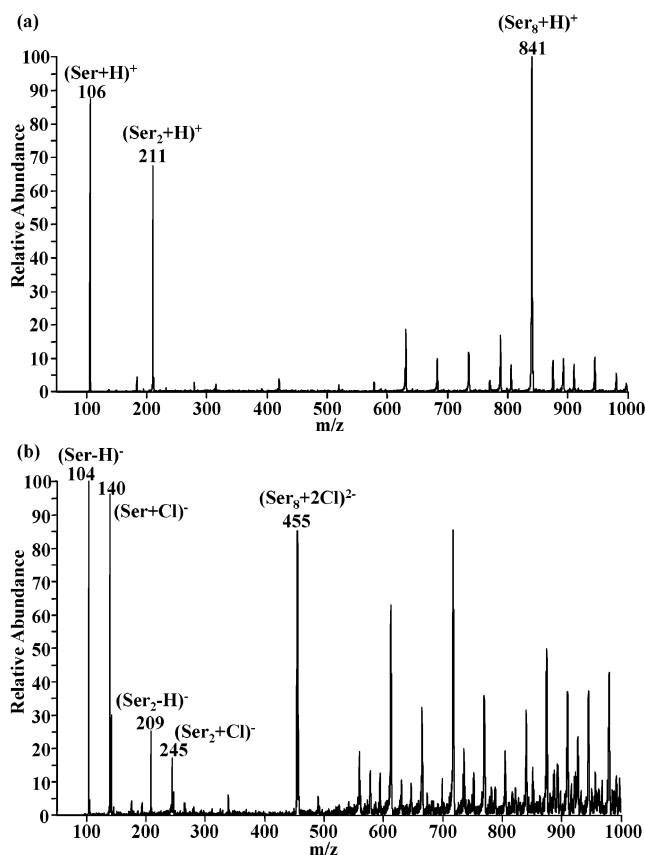 (a)
(Ser₈+H)⁺
841
(Ser+H)⁺
106
(Ser₂+H)⁺
211
Relative Abundance
100
90
80
70
60
50
40
30
20
10
0
100 200 300 400 500 600 700 800 900 1000
m/z
(b)
(Ser-H)⁻
104
140
(Ser+Cl)⁻
(Ser₈+2Cl)²⁻
455
(Ser₂-H)⁻
209
(Ser₂+Cl)⁻
245
Relative Abundance
100
90
80
70
60
50
40
30
20
10
0
100 200 300 400 500 600 700 800 900 1000
m/z